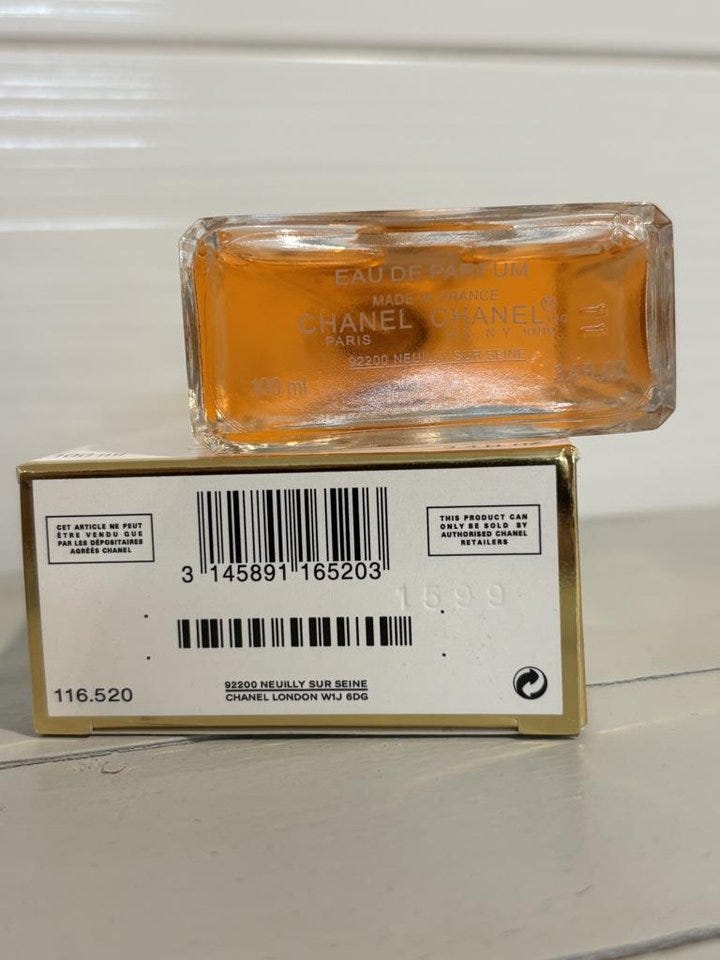 EAU DE PARFUM
MADE IN FRANCE
CHANEL CHANEL®
PARIS N.Y.
92200 NEUILLY SUR SEINE
100 ml
100 ml
CET ARTICLE NE PEUT
ÊTRE VENDU QUE
PAR LES DÉPOSITAIRES
AGRÉÉS CHANEL
THIS PRODUCT CAN
ONLY BE SOLD BY
AUTHORISED CHANEL
RETAILERS
3 145891 165203
1599
116.520
92200 NEUILLY SUR SEINE
CHANEL LONDON W1J 6DG